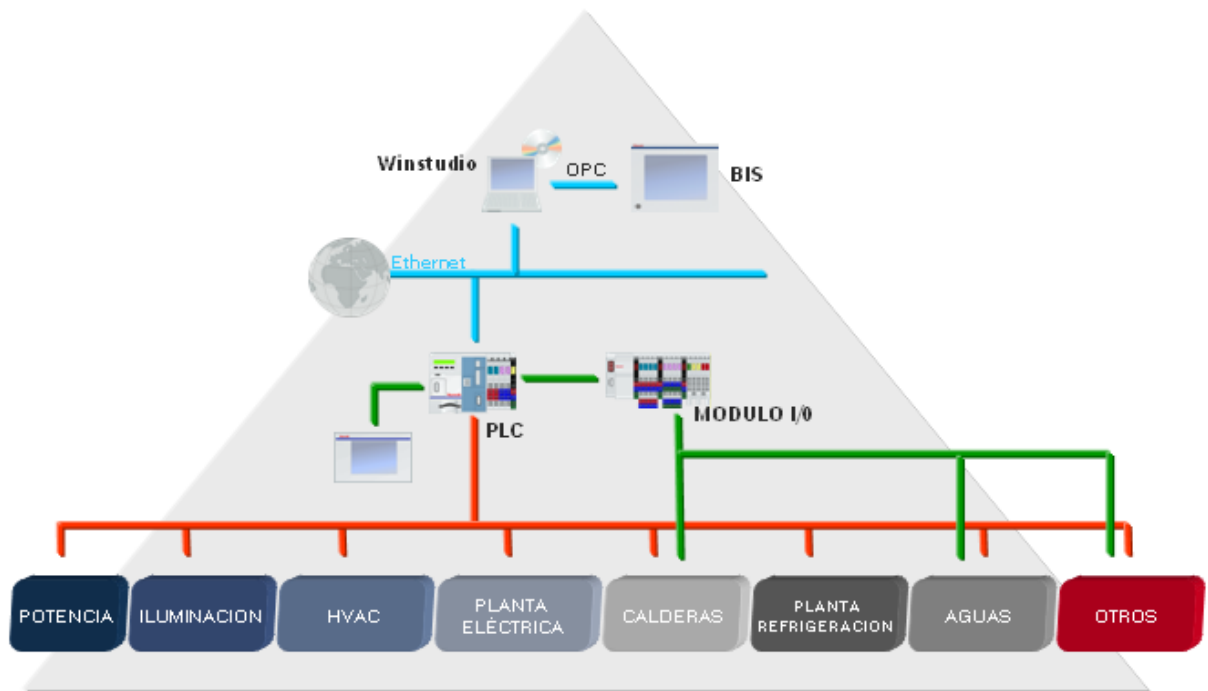 Winstudio
OPC
BIS
Ethernet
PLC
MODULO I/0
POTENCIA
ILUMINACION
HVAC
PLANTA
ELÉCTRICA
CALDERAS
PLANTA
REFRIGERACION
AGUAS
OTROS